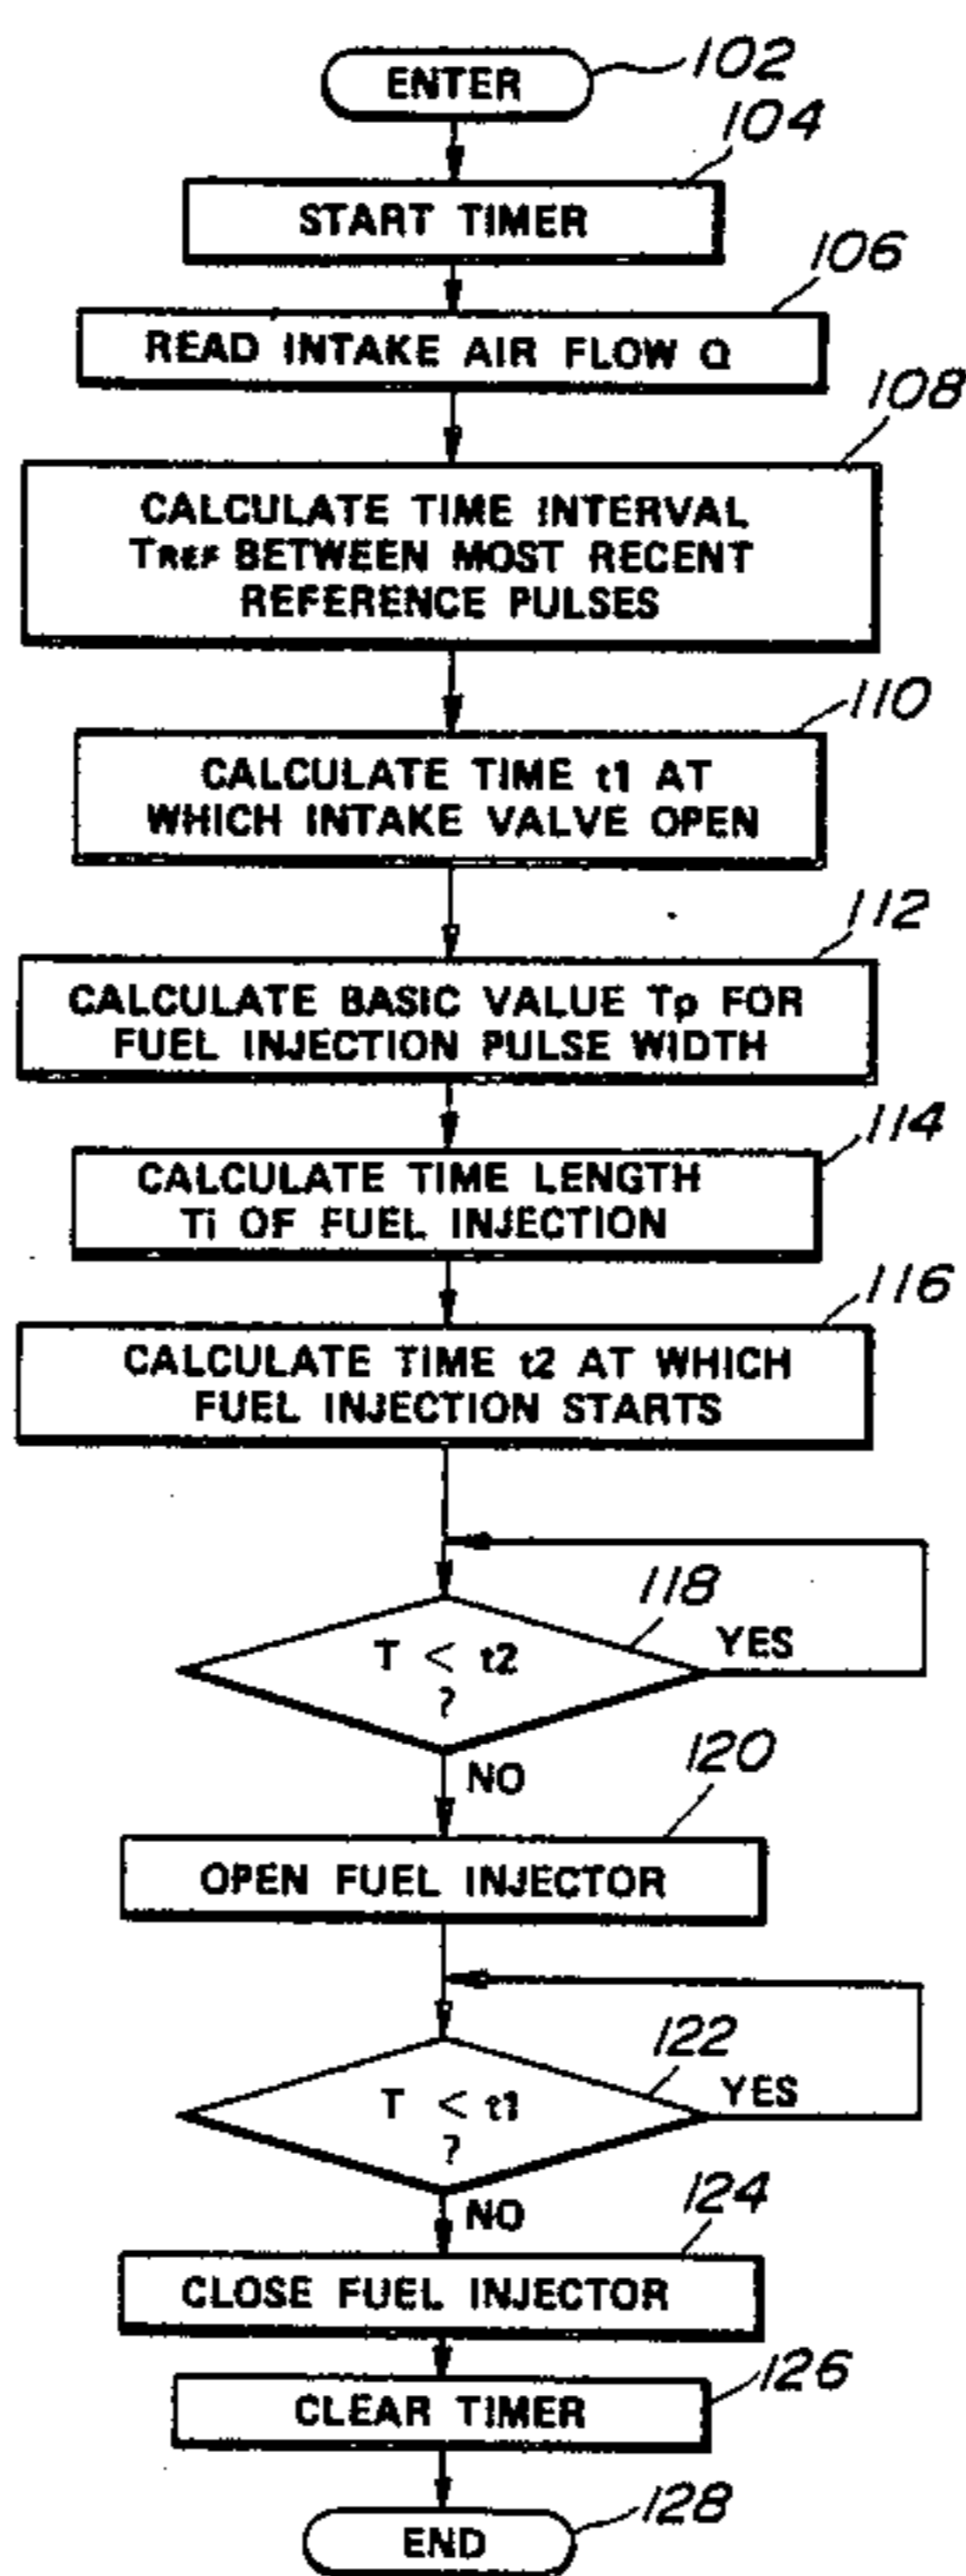 ENTER
102
104
START TIMER
106
READ INTAKE AIR FLOW Q
108
CALCULATE TIME INTERVAL
TREF BETWEEN MOST RECENT
REFERENCE PULSES
110
CALCULATE TIME t1 AT
WHICH INTAKE VALVE OPEN
112
CALCULATE BASIC VALUE Tp FOR
FUEL INJECTION PULSE WIDTH
114
CALCULATE TIME LENGTH
Ti OF FUEL INJECTION
116
CALCULATE TIME t2 AT WHICH
FUEL INJECTION STARTS
118
T < t2
?
YES
NO
120
OPEN FUEL INJECTOR
122
T < t1
?
YES
NO
124
CLOSE FUEL INJECTOR
126
CLEAR TIMER
128
END